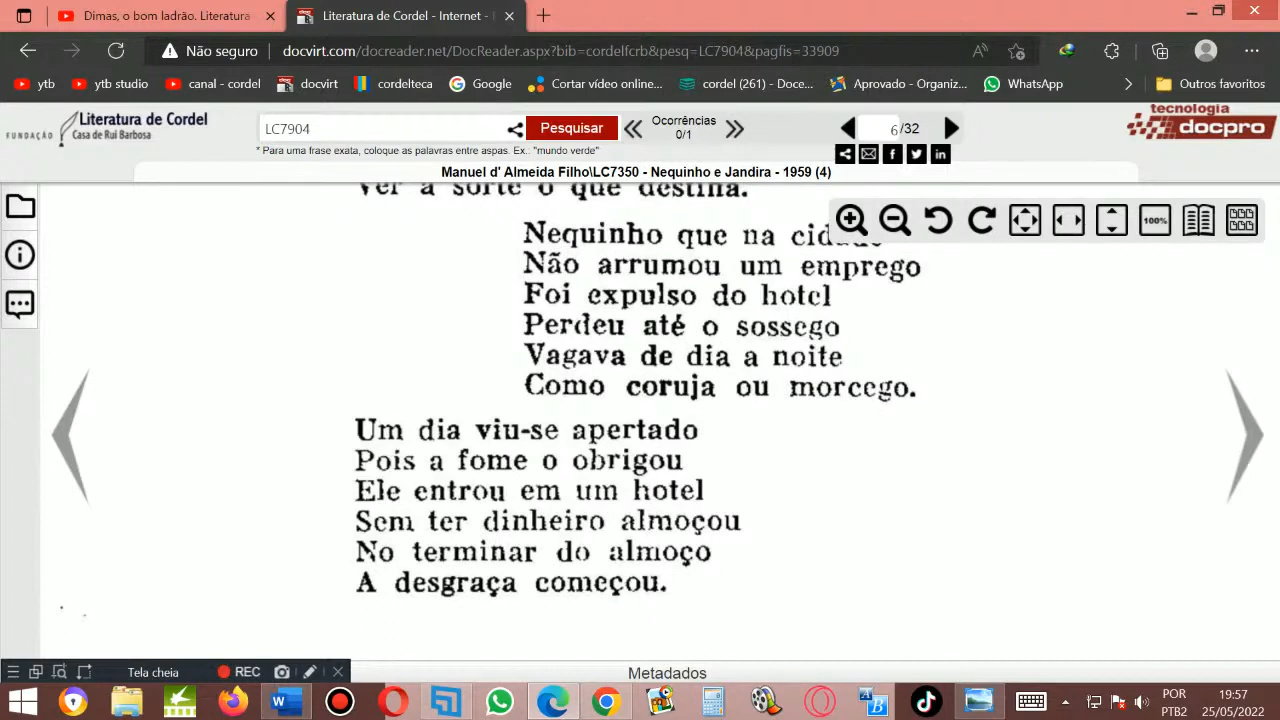 Dimas, o bom ladrão. Literatura
Literatura de Cordel - Internet -
Não seguro
docvirt.com/docreader.net/DocReader.aspx?bib=cordelfcrb&pesq=LC7904&pagfis=33909
ytb
ytb studio
canal - cordel
docvirt
cordelteca
Google
Cortar vídeo online...
cordel (261) - Doce...
Aprovado - Organiz...
WhatsApp
Outros favoritos
FUNDAÇÃO
Literatura de Cordel
Casa de Rui Barbosa
LC7904
Pesquisar
Ocorrências
0/1
6 /32
tecnologia
docpro
* Para uma frase exata, coloque as palavras entre aspas. Ex.: "mundo verde"
Manuel d' Almeida Filho\LC7350 - Nequinho e Jandira - 1959 (4)
Ver a sorte o que destina.
100%
Nequinho que na cidade
Não arrumou um emprego
Foi expulso do hotel
Perdeu até o sossego
Vagava de dia a noite
Como coruja ou morcego.
Um dia viu-se apertado
Pois a fome o obrigou
Ele entrou em um hotel
Sem ter dinheiro almoçou
No terminar do almoço
A desgraça começou.
Tela cheia
REC
Metadados
POR
PTB2
19:57
25/05/2022